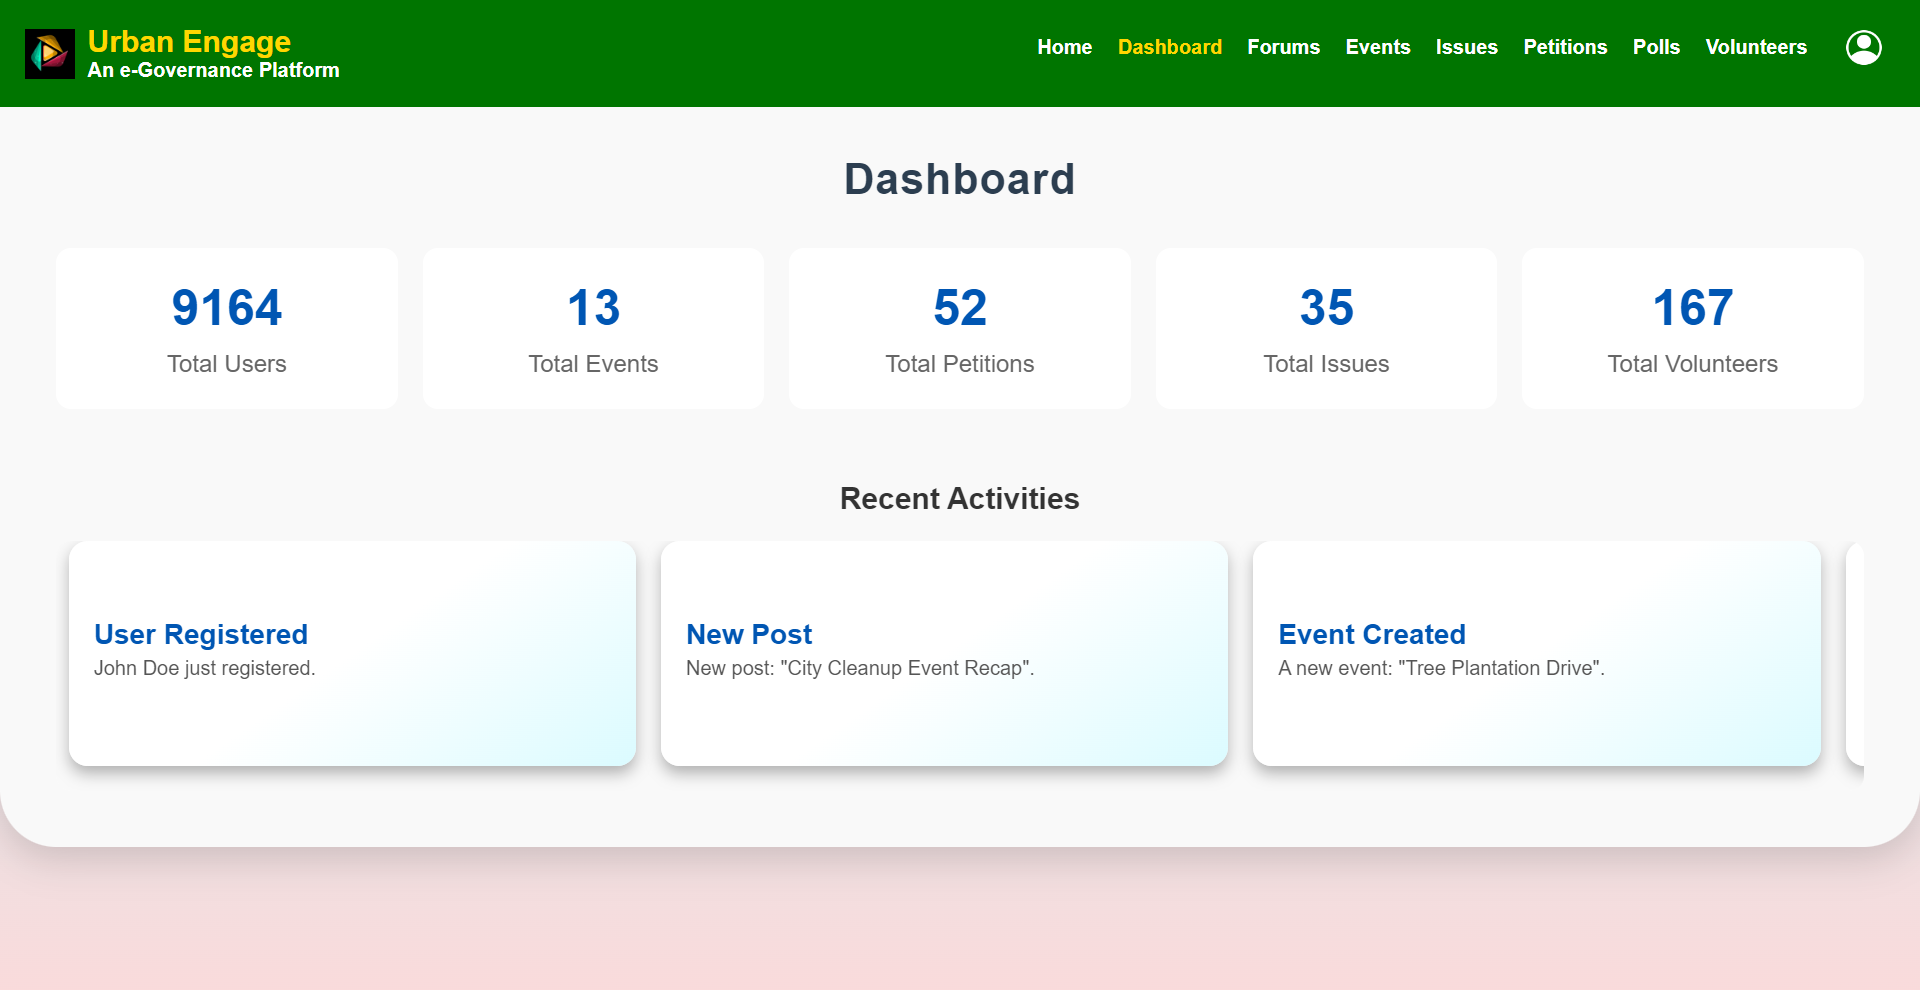 Urban Engage
An e-Governance Platform
Home Dashboard Forums Events Issues Petitions Polls Volunteers
Dashboard
9164 13 52 35 167
Total Users Total Events Total Petitions Total Issues Total Volunteers
Recent Activities
User Registered New Post Event Created
John Doe just registered. New post: "City Cleanup Event Recap". A new event: "Tree Plantation Drive".